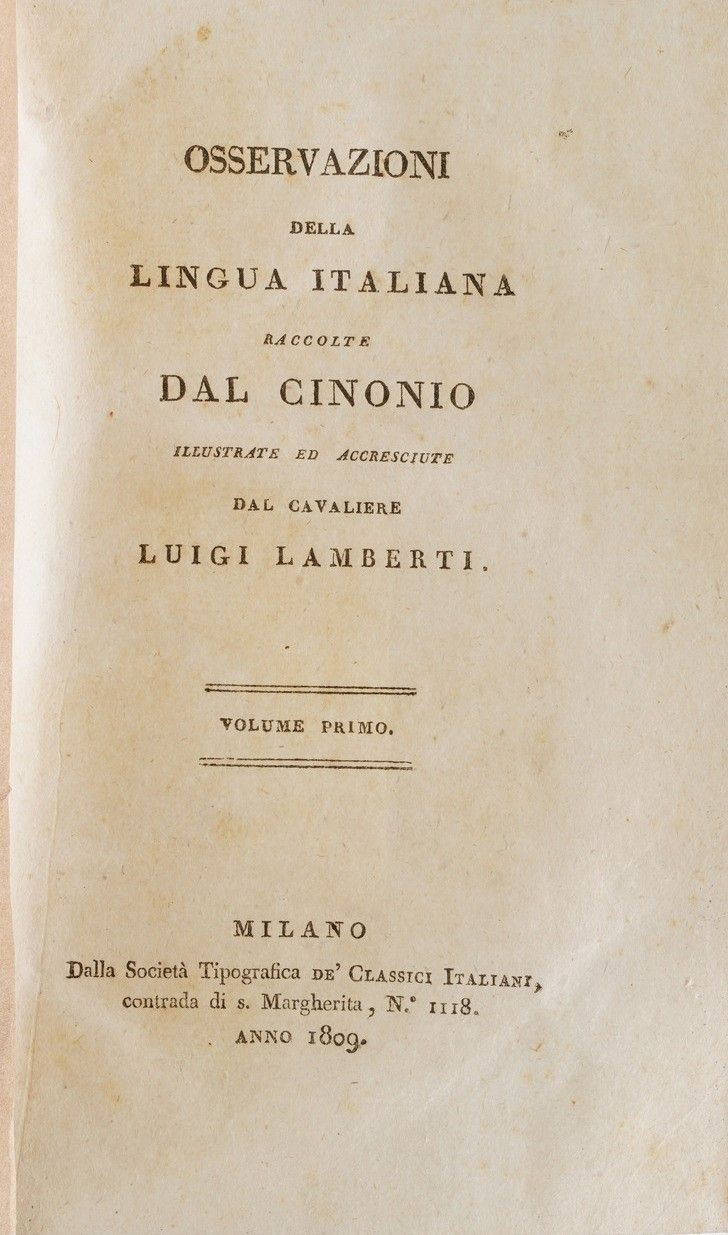 OSSERVAZIONI
DELLA
LINGUA ITALIANA
RACCOLTE
DAL CINONIO
ILLUSTRATE ED ACCRESCIUTE
DAL CAVALIERE
LUIGI LAMBERTI.
VOLUME PRIMO.
MILANO
Dalla Società Tipografica DE' CLASSICI ITALIANI,
contrada di s. Margherita, N.° 1118.
ANNO 1809.